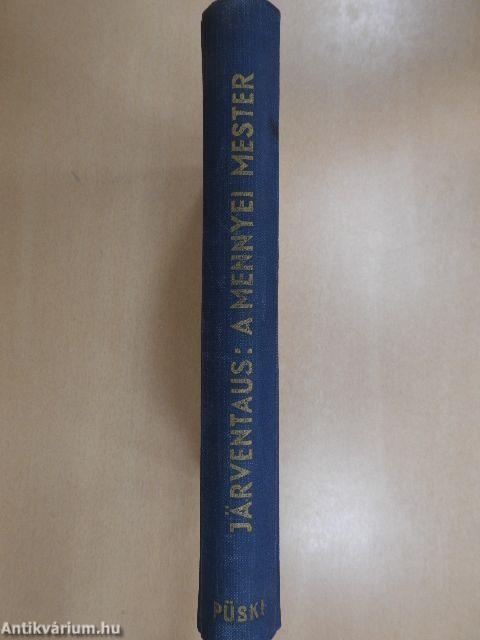 JÄRVENTAUS: A MENNYEI MESTER
PÜSKI
Antikvárium.hu